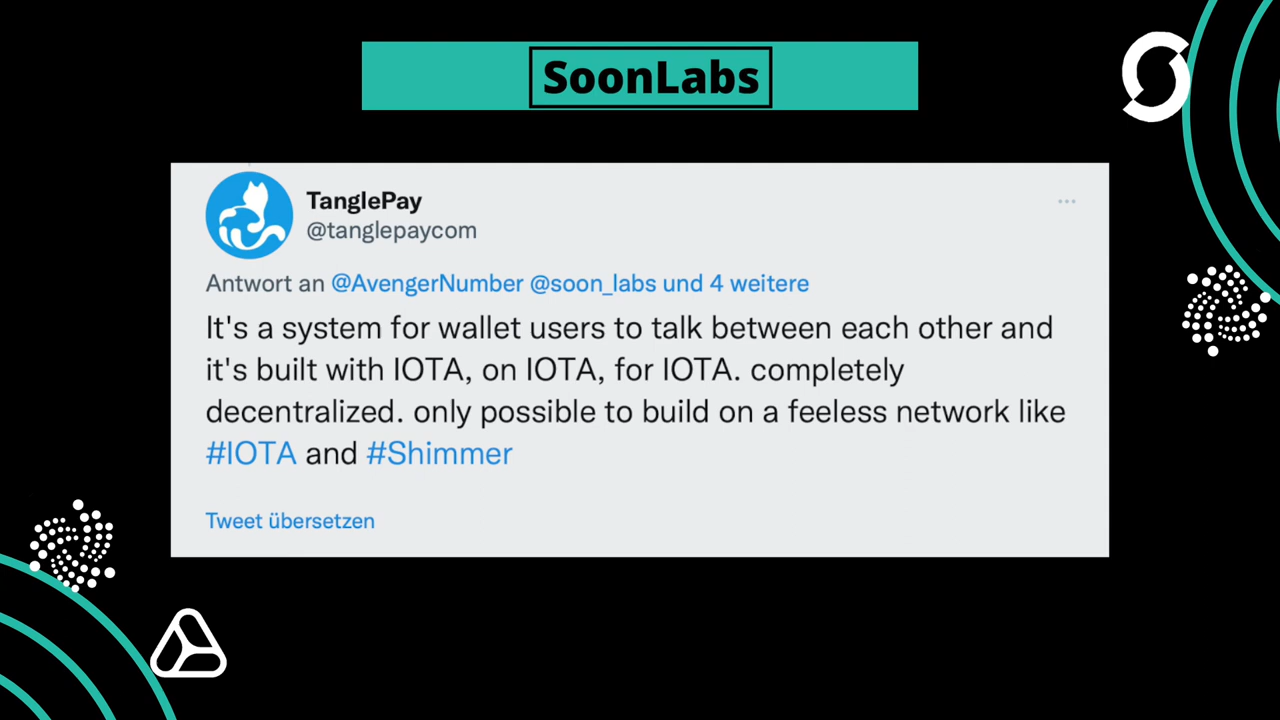 SoonLabs
TanglePay
@tanglepaycom
Antwort an @AvengerNumber @soon_labs und 4 weitere
It's a system for wallet users to talk between each other and
it's built with IOTA, on IOTA, for IOTA. completely
decentralized. only possible to build on a feeless network like
#IOTA and #Shimmer
Tweet übersetzen